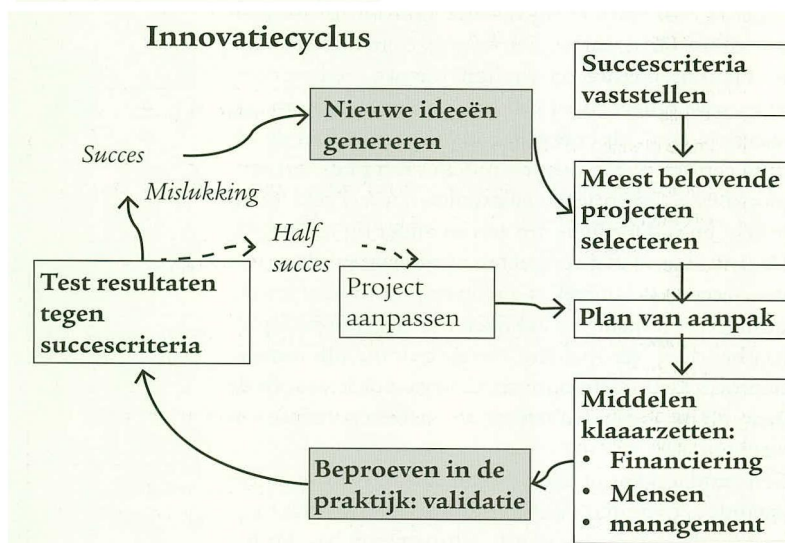 Innovatiecyclus
Succescriteria
vaststellen
Nieuwe ideeën
genereren
Succes
Mislukking
Meest belovende
projecten
selecteren
Half
succes
Test resultaten
tegen
succescriteria
Project
aanpassen
Plan van aanpak
Middelen
klaarzetten:
• Financiering
• Mensen
• management
Beproeven in de
praktijk: validatie